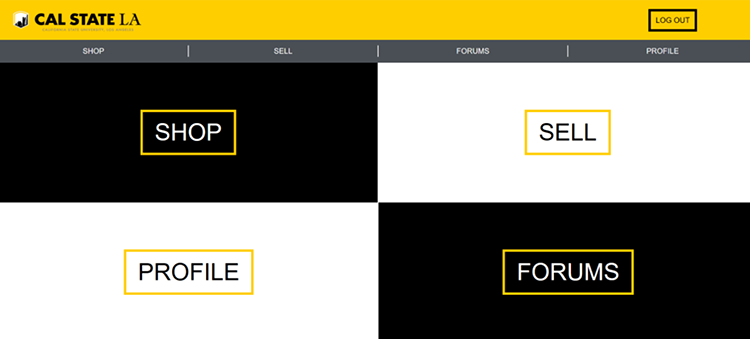 CAL STATE LA
CALIFORNIA STATE UNIVERSITY, LOS ANGELES
LOG OUT
SHOP
SELL
FORUMS
PROFILE
SHOP
SELL
PROFILE
FORUMS